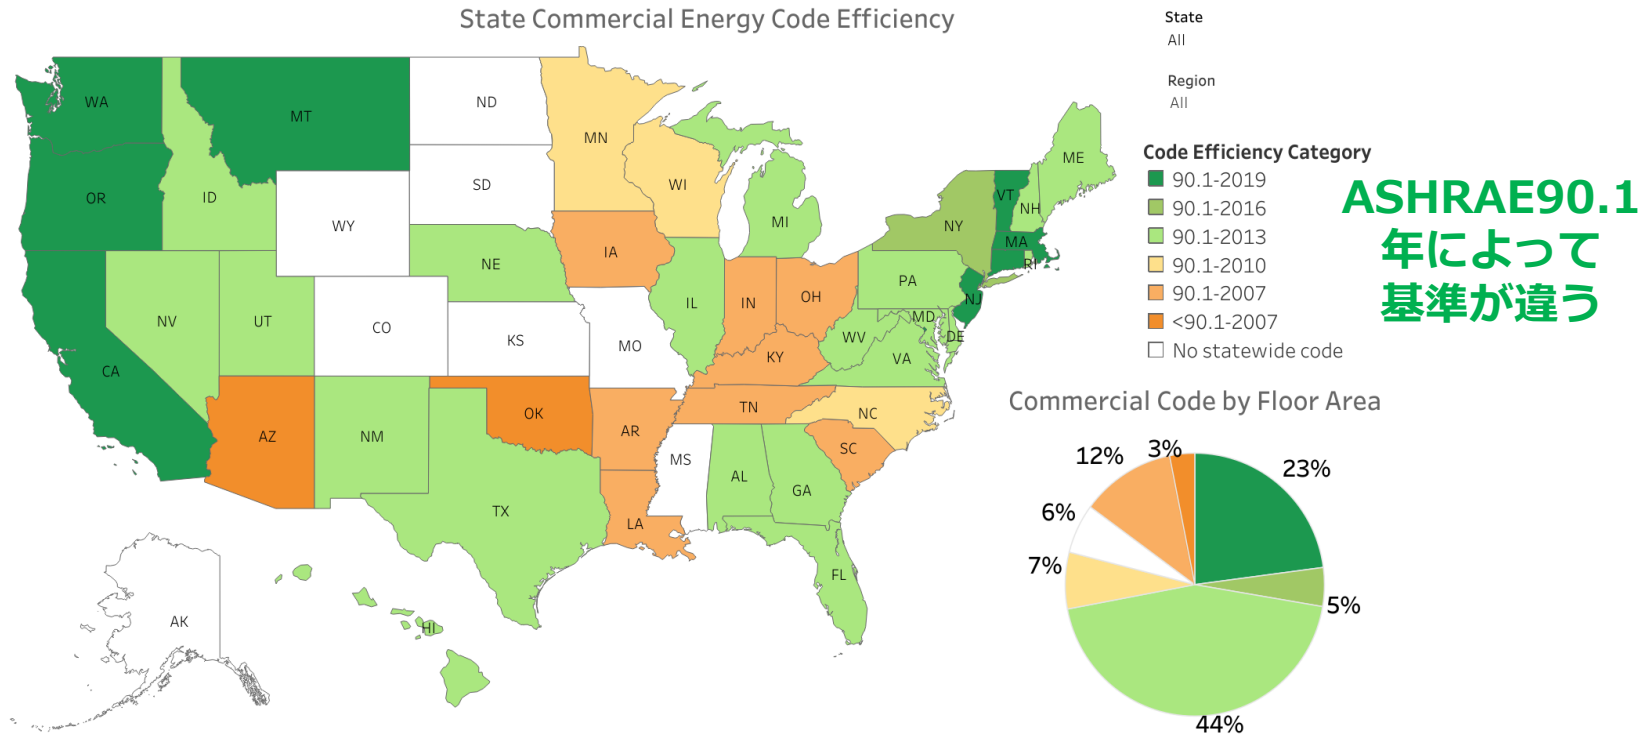 State Commercial Energy Code Efficiency
State
All
Region
All
Code Efficiency Category
90.1-2019
90.1-2016
90.1-2013
90.1-2010
90.1-2007
<90.1-2007
No statewide code
ASHRAE90.1
年によって
基準が違う
WA
MT
ND
MN
ME
OR
ID
SD
WI
VT
NH
WY
MI
NY
MA
RI
IA
NE
PA
NV
UT
CO
IL
IN
OH
NJ
MD
DE
KS
MO
WV
VA
CA
KY
AZ
NM
OK
AR
TN
NC
SC
MS
AL
GA
TX
LA
FL
AK
HI
Commercial Code by Floor Area
3%
12%
23%
6%
7%
5%
44%